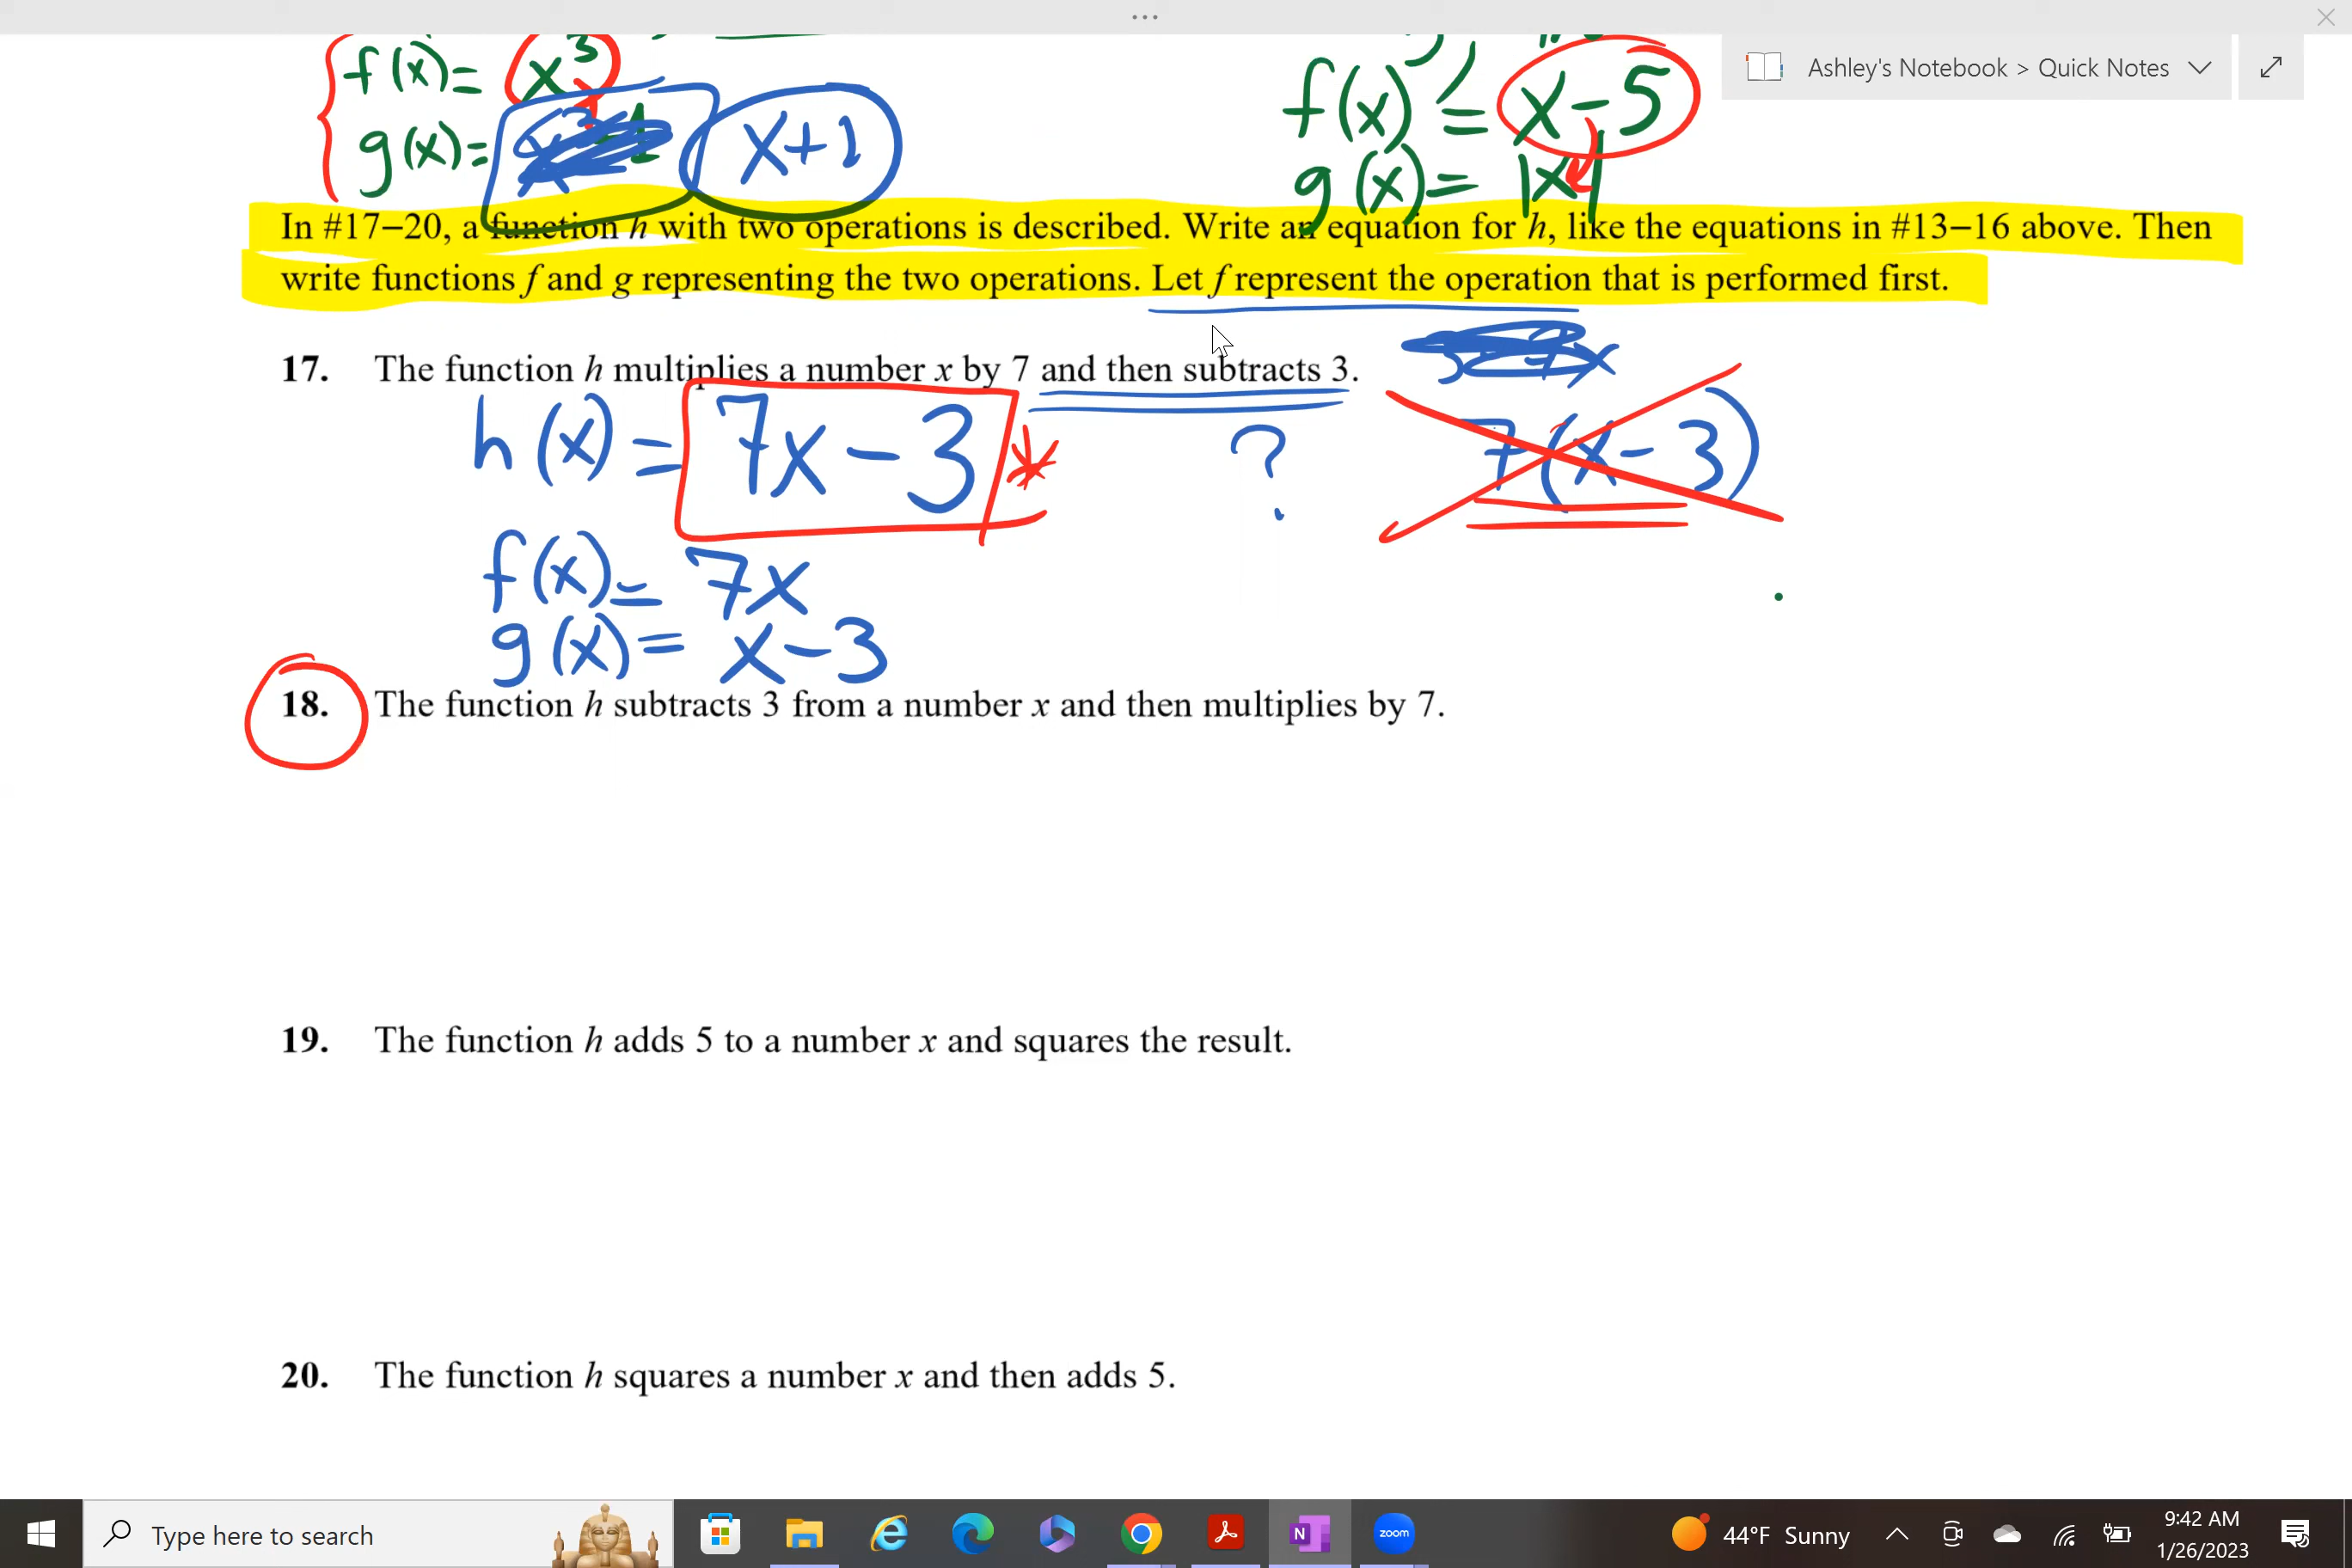 ...
f(x)= x³
g(x)= x+1
f(x) = x-5
g(x)= |x|
Ashley's Notebook > Quick Notes
In #17–20, a function h with two operations is described. Write an equation for h, like the equations in #13–16 above. Then
write functions f and g representing the two operations. Let f represent the operation that is performed first.
17. The function h multiplies a number x by 7 and then subtracts 3.
h(x) = 7x-3 * ? 7(x-3)
f(x)= 7x
g(x)= x-3
18. The function h subtracts 3 from a number x and then multiplies by 7.
19. The function h adds 5 to a number x and squares the result.
20. The function h squares a number x and then adds 5.
Type here to search
N
zoom
44°F Sunny
9:42 AM
1/26/2023